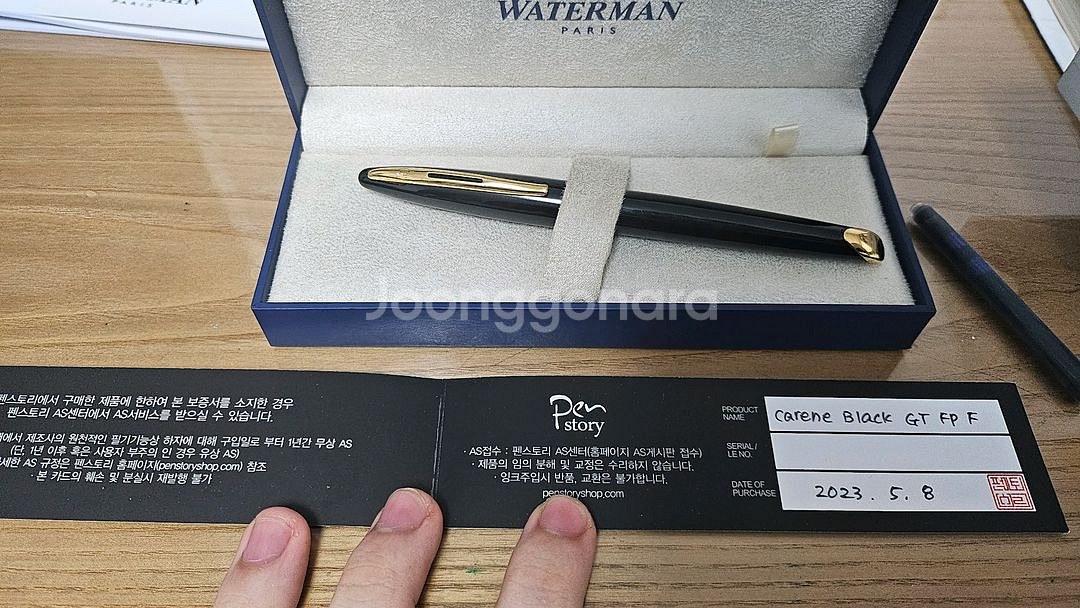 WATERMAN
PARIS
WATERMAN
PARIS
Joonggonara
펜스토리에서 구매한 제품에 한하여 본 보증서를 소지한 경우
펜스토리 AS센터에서 AS서비스를 받으실 수 있습니다.
에서 제조사의 원천적인 필기기능상 하자에 대해 구입일로 부터 1년간 무상 AS
(단, 1년 이후 혹은 사용자 부주의 인 경우 유상 AS)
세한 AS 규정은 펜스토리 홈페이지(penstoryshop.com) 참조
· 본 카드의 훼손 및 분실시 재발행 불가
Pen
story
· AS접수 : 펜스토리 AS센터(홈페이지 AS게시판 접수)
· 제품의 임의 분해 및 교정은 수리하지 않습니다.
· 잉크주입시 반품, 교환은 불가합니다.
penstoryshop.com
PRODUCT
NAME
Carene Black GT FP F
SERIAL /
LE NO.
DATE OF
PURCHASE
2023. 5. 8